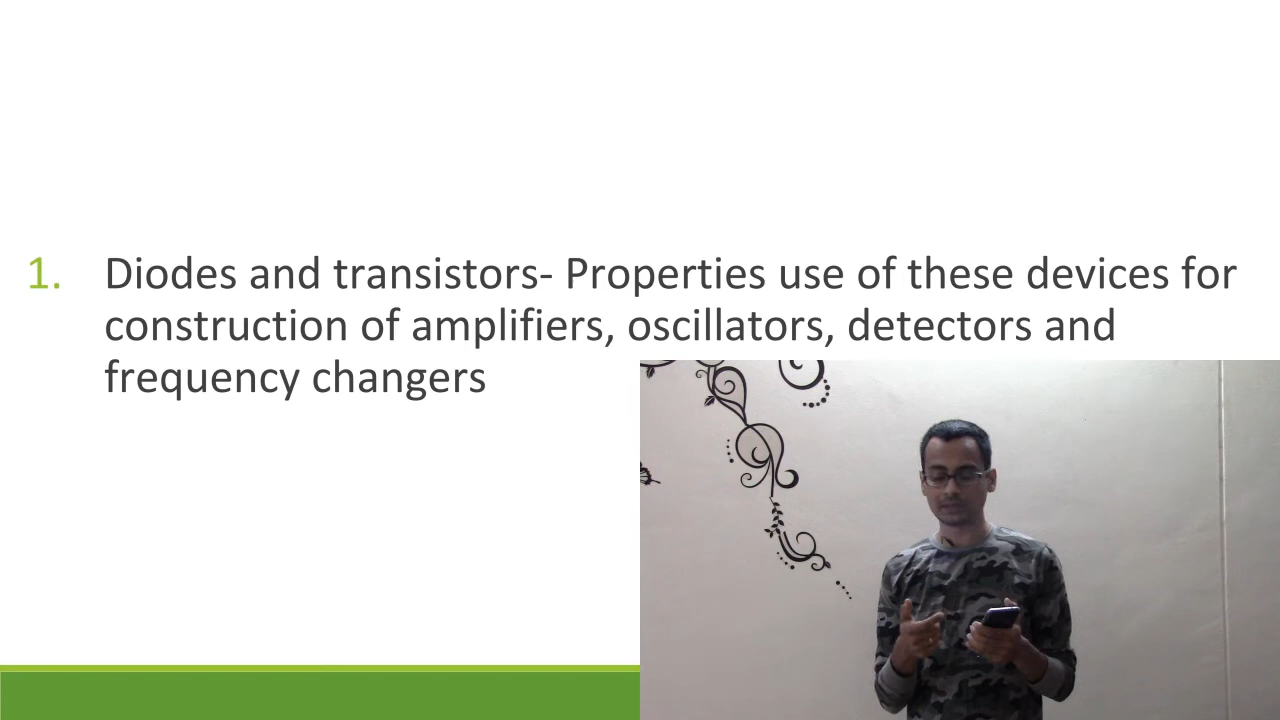 1. Diodes and transistors- Properties use of these devices for
construction of amplifiers, oscillators, detectors and
frequency changers